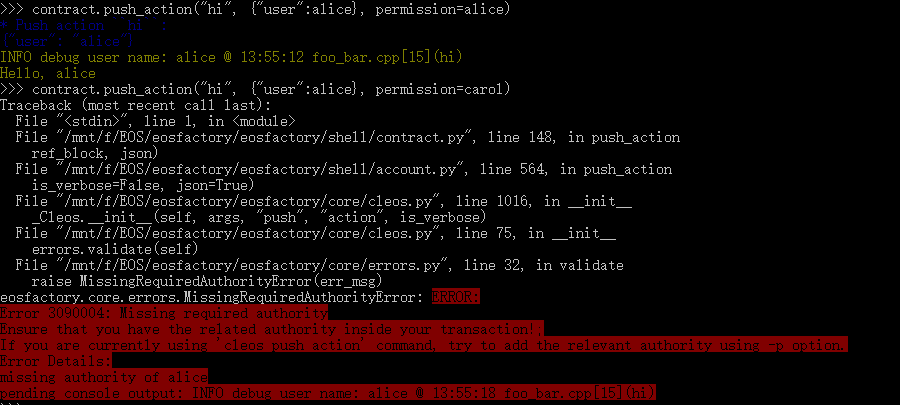 >>> contract.push_action("hi", {"user":alice}, permission=alice)
* Push action `hi` :
{"user": "alice"}
INFO debug user name: alice @ 13:55:12 foo_bar.cpp[15](hi)
Hello, alice
>>> contract.push_action("hi", {"user":alice}, permission=carol)
Traceback (most recent call last):
  File "<stdin>", line 1, in <module>
  File "/mnt/f/EOS/eosfactory/eosfactory/shell/contract.py", line 148, in push_action
    ref_block, json)
  File "/mnt/f/EOS/eosfactory/eosfactory/shell/account.py", line 564, in push_action
    is_verbose=False, json=True)
  File "/mnt/f/EOS/eosfactory/eosfactory/core/cleos.py", line 1016, in __init__
    _Cleos.__init__(self, args, "push", "action", is_verbose)
  File "/mnt/f/EOS/eosfactory/eosfactory/core/cleos.py", line 75, in __init__
    errors.validate(self)
  File "/mnt/f/EOS/eosfactory/eosfactory/core/errors.py", line 32, in validate
    raise MissingRequiredAuthorityError(err_msg)
eosfactory.core.errors.MissingRequiredAuthorityError: ERROR:
Error 3090004: Missing required authority
Ensure that you have the related authority inside your transaction!;
If you are currently using 'cleos push action' command, try to add the relevant authority using -p option.
Error Details:
missing authority of alice
pending console output: INFO debug user name: alice @ 13:55:13 foo_bar.cpp[15](hi)
>>>